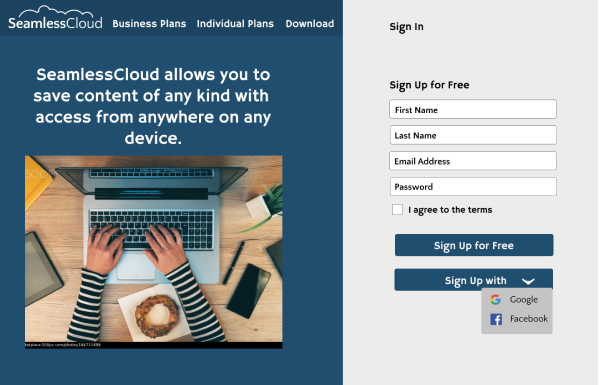 SeamlessCloud
Business Plans Individual Plans Download
SeamlessCloud allows you to
save content of any kind with
access from anywhere on any
device.
Sign In
Sign Up for Free
First Name
Last Name
Email Address
Password
I agree to the terms
Sign Up for Free
Sign Up with
Google
Facebook